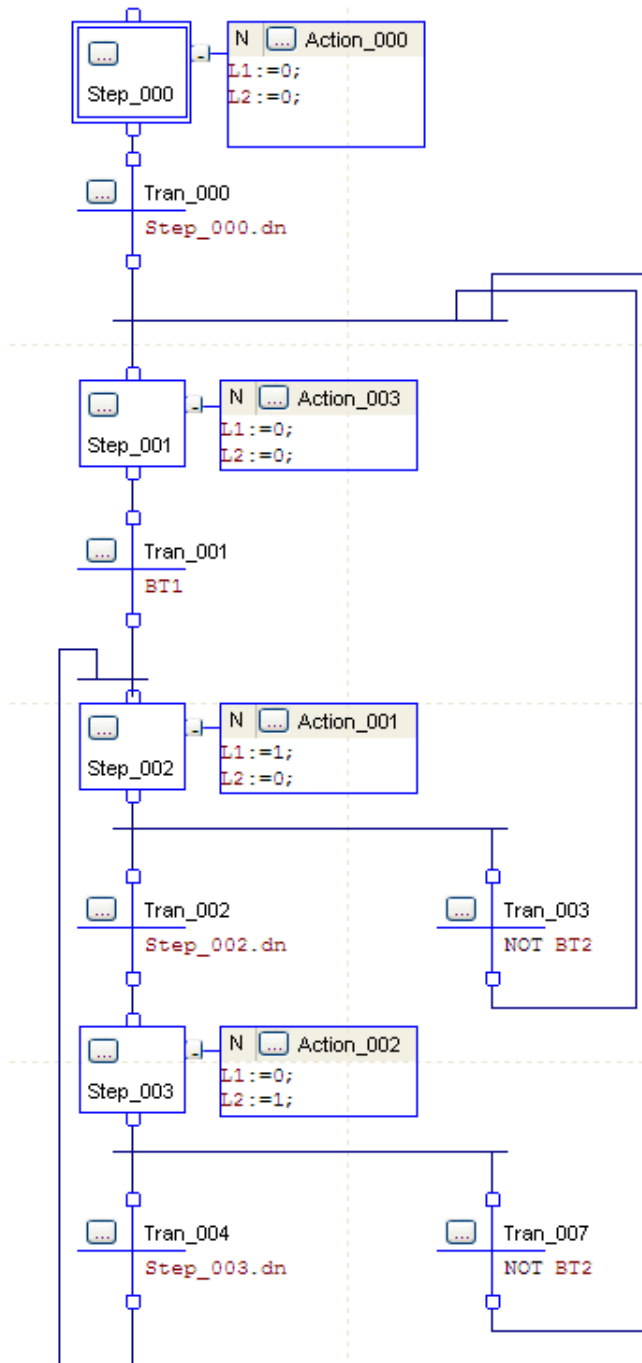 N ... Action_000
...
L1:=0;
Step_000
L2:=0;
... Tran_000
Step_000.dn
N ... Action_003
...
L1:=0;
Step_001
L2:=0;
... Tran_001
BT1
N ... Action_001
...
L1:=1;
Step_002
L2:=0;
... Tran_002 ... Tran_003
Step_002.dn NOT BT2
N ... Action_002
...
L1:=0;
Step_003
L2:=1;
... Tran_004 ... Tran_007
Step_003.dn NOT BT2